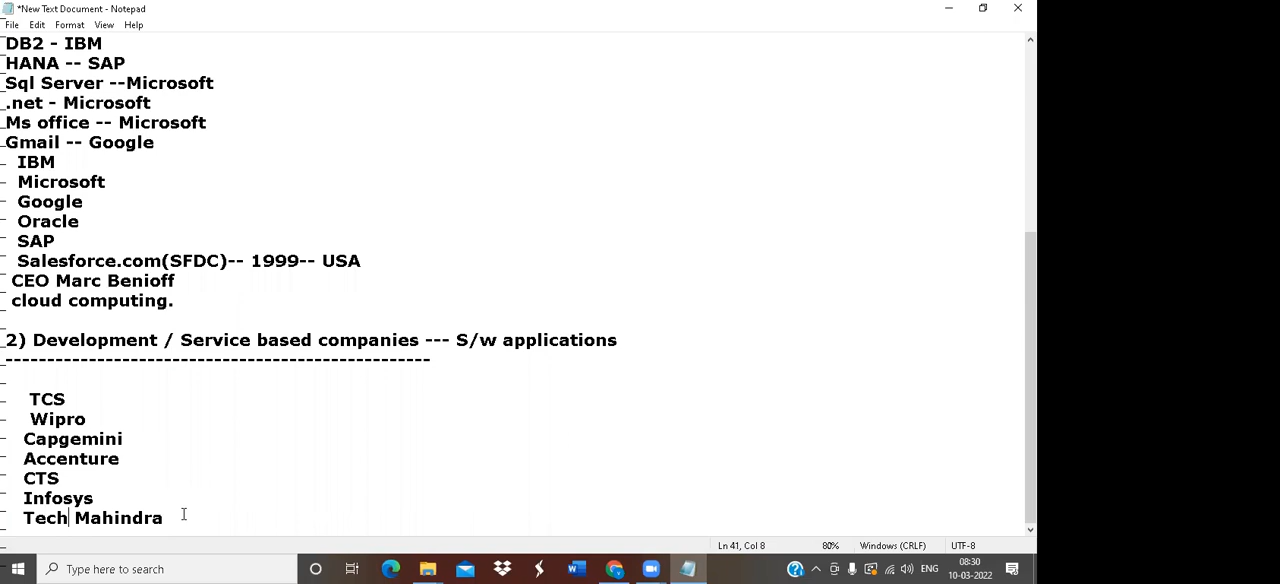 *New Text Document - Notepad
File Edit Format View Help
DB2 - IBM
HANA -- SAP
Sql Server --Microsoft
.net - Microsoft
Ms office -- Microsoft
Gmail -- Google
IBM
Microsoft
Google
Oracle
SAP
Salesforce.com(SFDC)-- 1999-- USA
CEO Marc Benioff
cloud computing.
2) Development / Service based companies --- S/w applications
-----------------------------------------------
TCS
Wipro
Capgemini
Accenture
CTS
Infosys
Tech Mahindra
Ln 41, Col 8 80% Windows (CRLF) UTF-8
Type here to search
ENG
08:30
10-03-2022